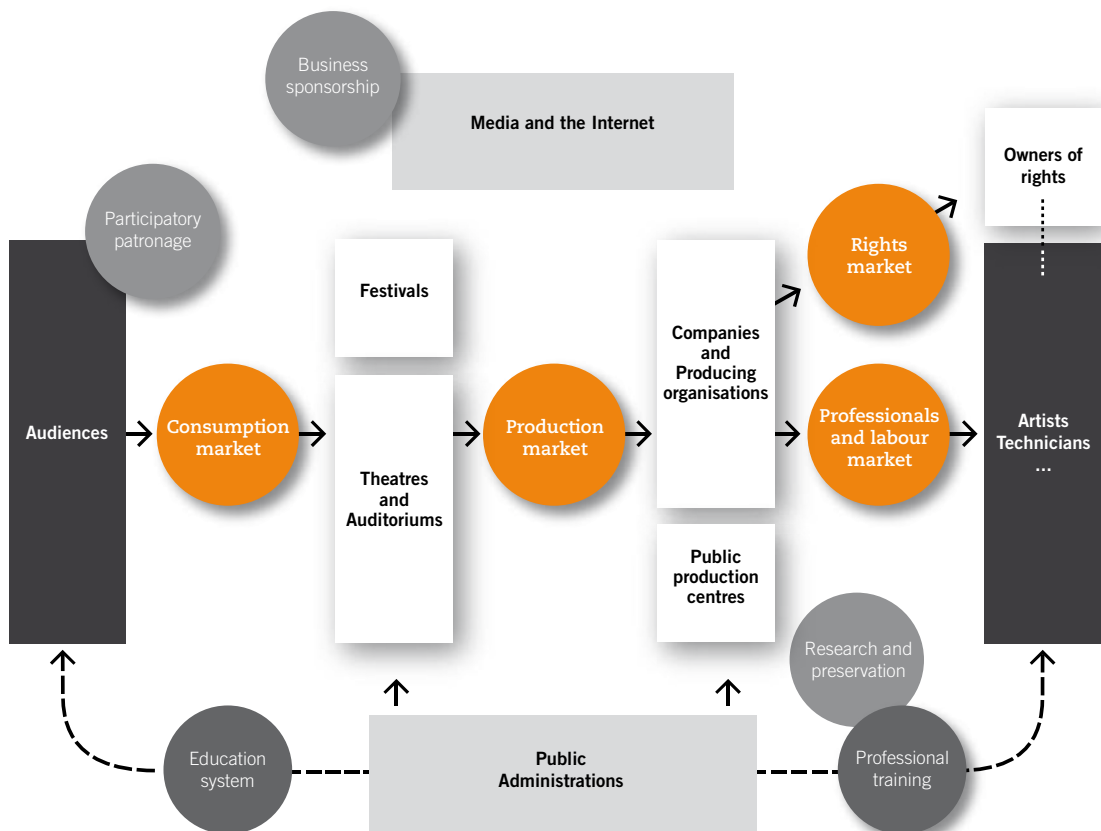 Business
sponsorship
Media and the Internet
Owners of
rights
Participatory
patronage
Rights
market
Festivals
Companies
and
Producing
organisations
Audiences
Consumption
market
Theatres
and
Auditoriums
Production
market
Professionals
and labour
market
Artists
Technicians
...
Public
production
centres
Research and
preservation
Education
system
Public
Administrations
Professional
training